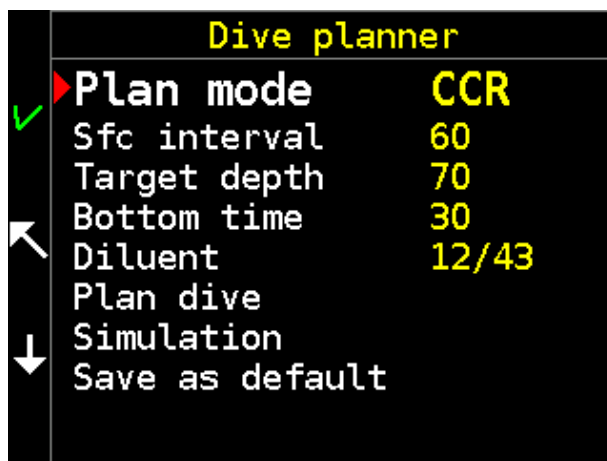 Dive planner
Plan mode CCR
Sfc interval 60
Target depth 70
Bottom time 30
Diluent 12/43
Plan dive
Simulation
Save as default